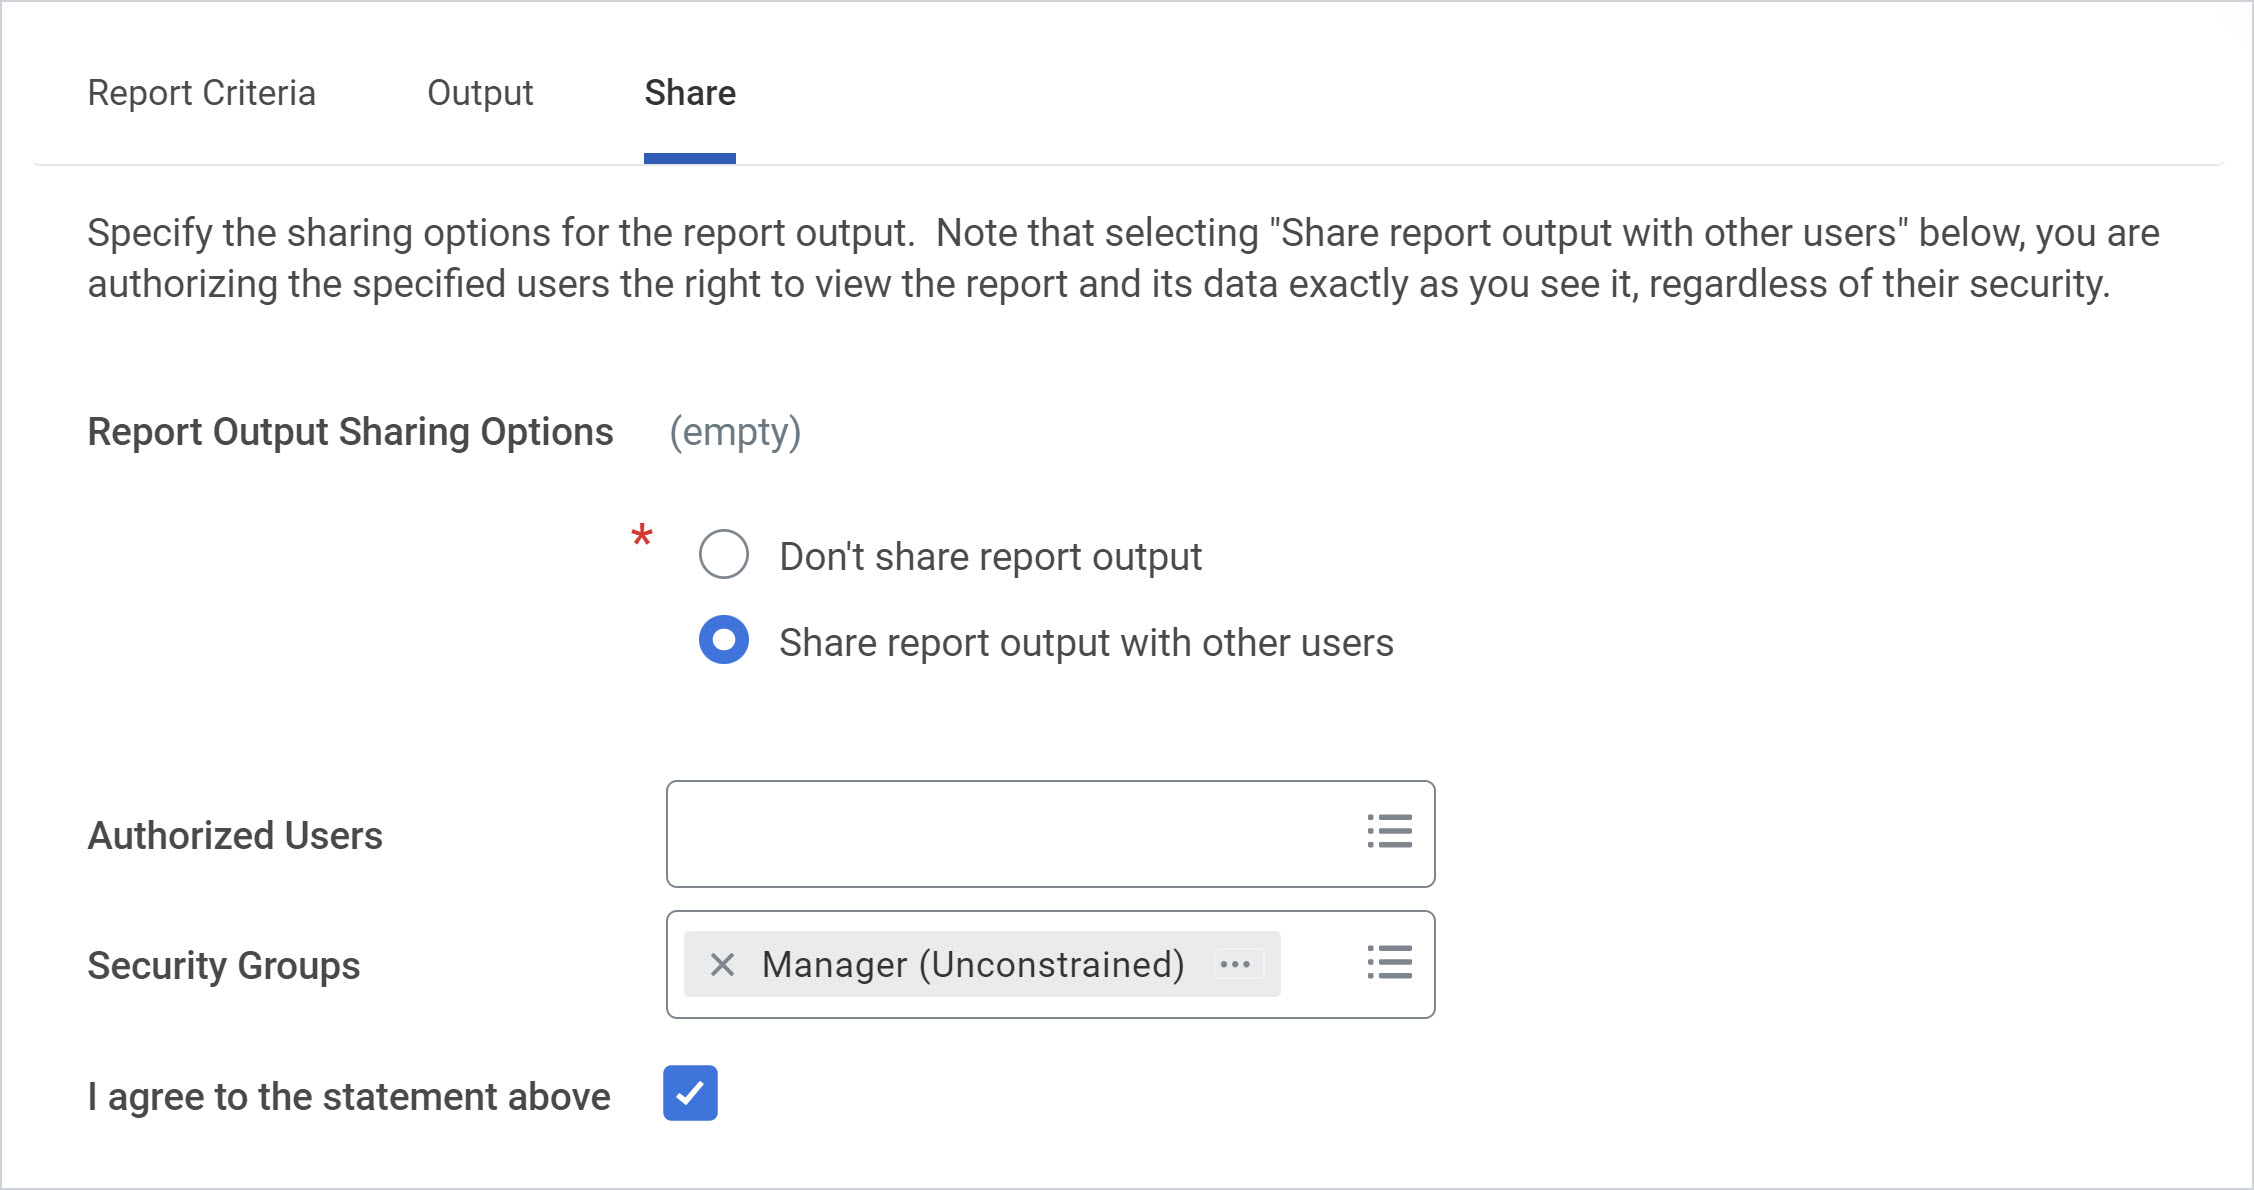 Report Criteria Output Share
Specify the sharing options for the report output.  Note that selecting "Share report output with other users" below, you are
authorizing the specified users the right to view the report and its data exactly as you see it, regardless of their security.
Report Output Sharing Options (empty)
* Don't share report output
Share report output with other users
Authorized Users
Security Groups Manager (Unconstrained)
I agree to the statement above